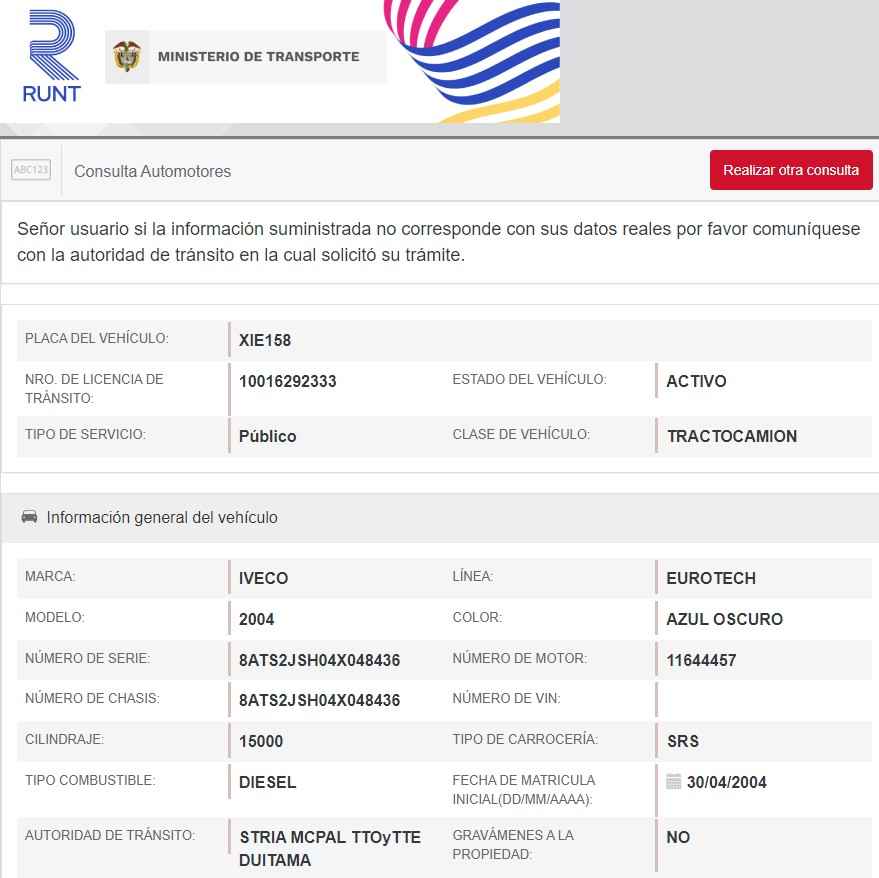 RUNT
MINISTERIO DE TRANSPORTE
ABC123
Consulta Automotores
Realizar otra consulta
Señor usuario si la información suministrada no corresponde con sus datos reales por favor comuníquese
con la autoridad de tránsito en la cual solicitó su trámite.
PLACA DEL VEHÍCULO: XIE158
NRO. DE LICENCIA DE
TRÁNSITO: 10016292333 ESTADO DEL VEHÍCULO: ACTIVO
TIPO DE SERVICIO: Público CLASE DE VEHÍCULO: TRACTOCAMION
Información general del vehículo
MARCA: IVECO LÍNEA: EUROTECH
MODELO: 2004 COLOR: AZUL OSCURO
NÚMERO DE SERIE: 8ATS2JSH04X048436 NÚMERO DE MOTOR: 11644457
NÚMERO DE CHASIS: 8ATS2JSH04X048436 NÚMERO DE VIN:
CILINDRAJE: 15000 TIPO DE CARROCERÍA: SRS
TIPO COMBUSTIBLE: DIESEL FECHA DE MATRICULA
INICIAL(DD/MM/AAAA): 30/04/2004
AUTORIDAD DE TRÁNSITO: STRIA MCPAL TTOyTTE
DUITAMA GRAVÁMENES A LA
PROPIEDAD: NO